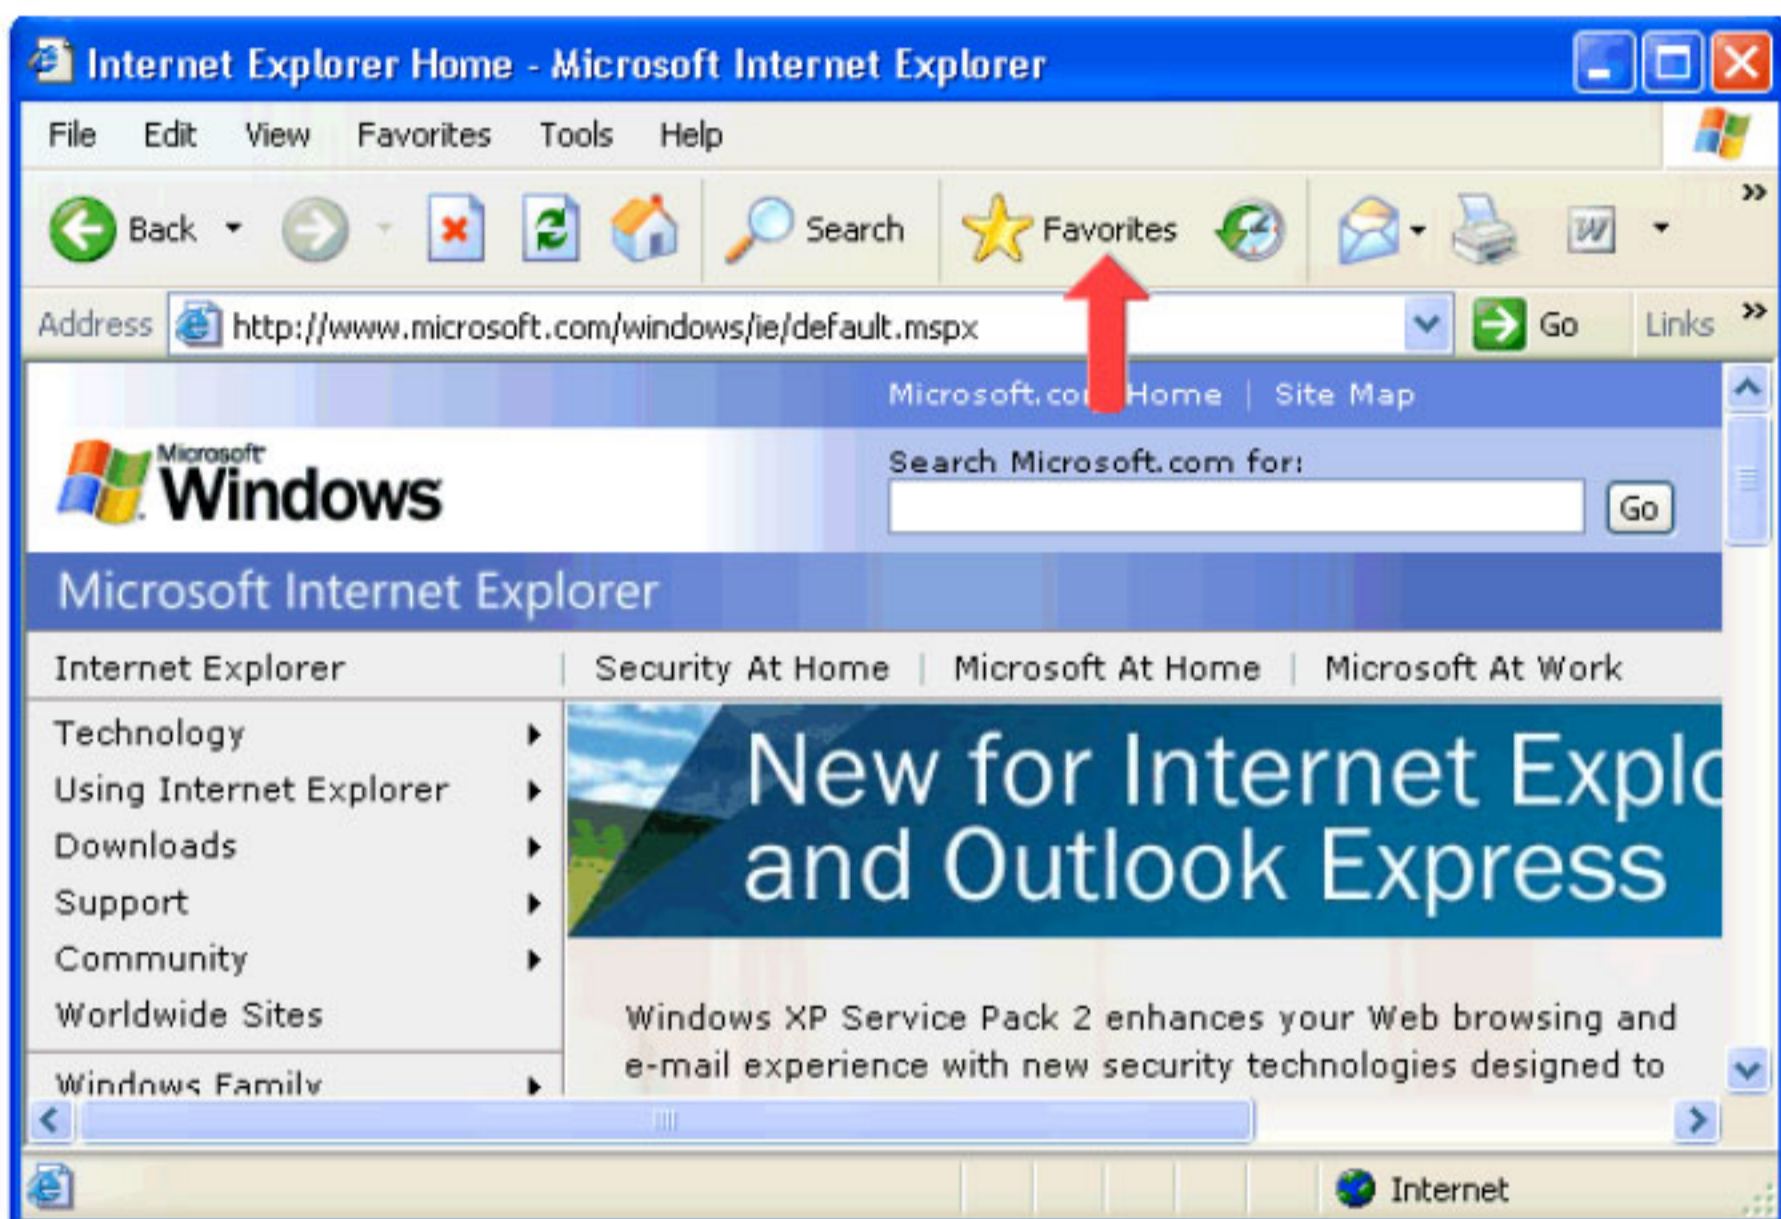 Internet Explorer Home - Microsoft Internet Explorer
File Edit View Favorites Tools Help
Back Search Favorites W »
Address http://www.microsoft.com/windows/ie/default.mspx Go Links »
Microsoft.co Home | Site Map
Microsoft
Windows
Search Microsoft.com for:
Go
Microsoft Internet Explorer
Internet Explorer | Security At Home | Microsoft At Home | Microsoft At Work
Technology
Using Internet Explorer
Downloads
Support
Community
Worldwide Sites
Windows Family
New for Internet Explo
and Outlook Express
Windows XP Service Pack 2 enhances your Web browsing and
e-mail experience with new security technologies designed to
Internet